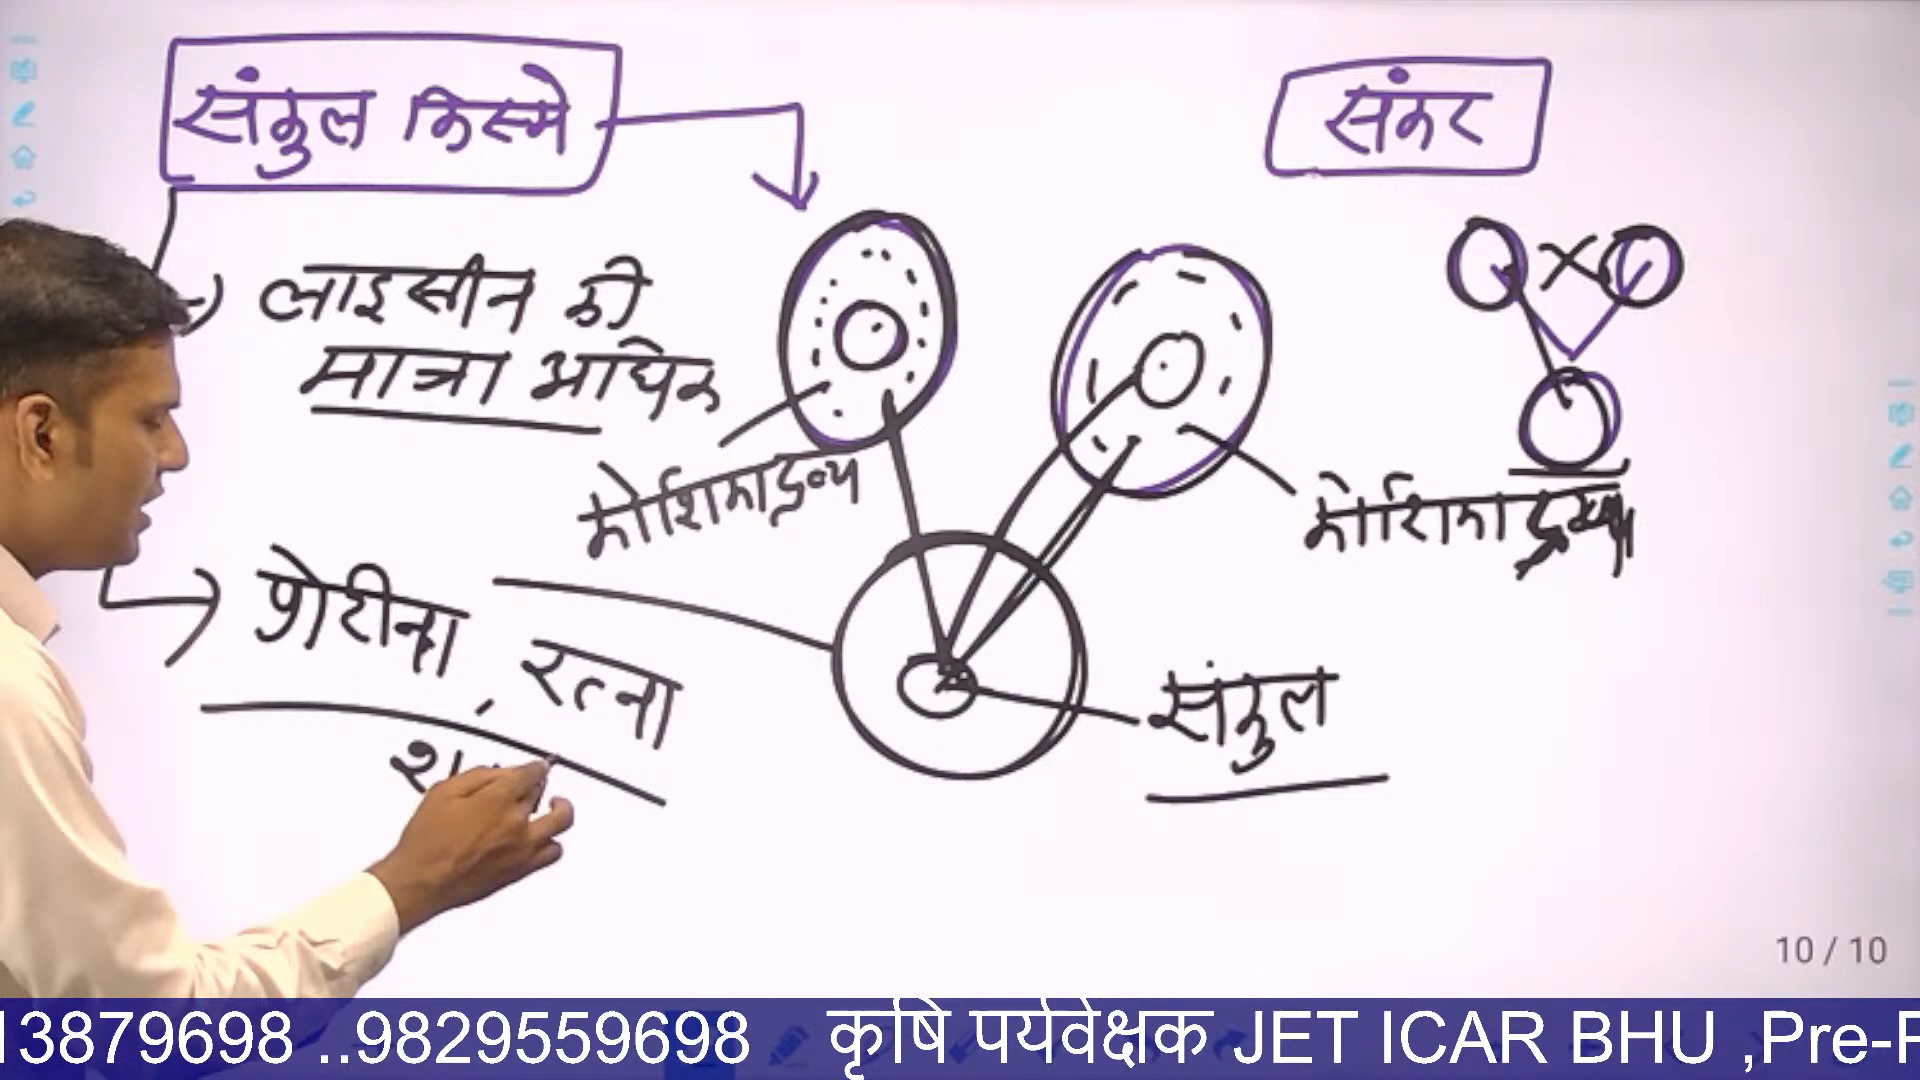 संकुल किस्मे
संकर
लाइसीन की
मात्रा अधिक
कोशिकाद्रव्य
कोशिकाद्रव्य
प्रोटीना, रत्ना
संकुल
10 / 10
13879698 ..9829559698 कृषि पर्यवेक्षक JET ICAR BHU ,Pre-P